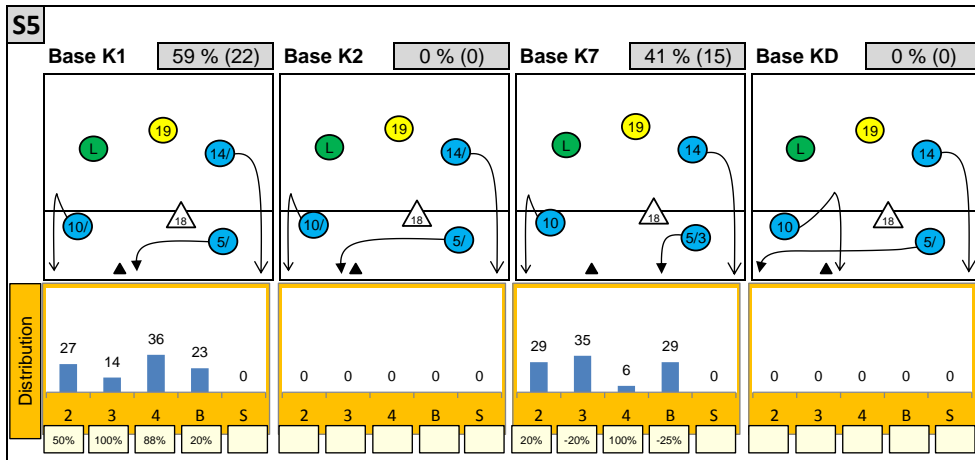 S5
Base K1 59 % (22) Base K2 0 % (0) Base K7 41 % (15) Base KD 0 % (0)
19 19 19 19
L 14/ L 14/ L 14 L 14
10/ 18 10/ 18 10 18 10 18
5/ 5/ 5/3 5/
Distribution
27 14 36 23 0 0 0 0 0 0 29 35 6 29 0 0 0 0 0 0
2 3 4 B S 2 3 4 B S 2 3 4 B S 2 3 4 B S
50% 100% 88% 20% 20% -20% 100% -25%